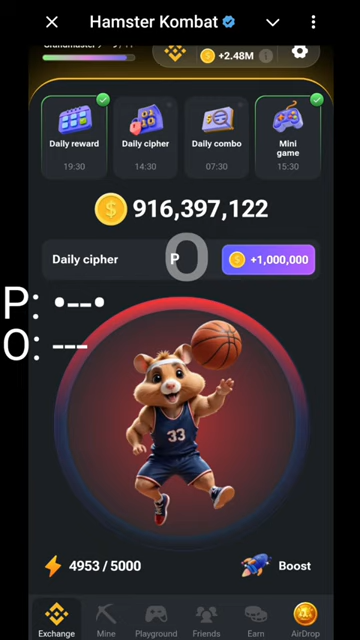 Hamster Kombat
+2.48M
Daily reward
19:30
Daily cipher
14:30
Daily combo
07:30
Mini
game
15:30
916,397,122
Daily cipher
P
O
+1,000,000
P: •––•
O: –––
33
4953 / 5000
Boost
Exchange
Mine
Playground
Friends
Earn
AirDrop